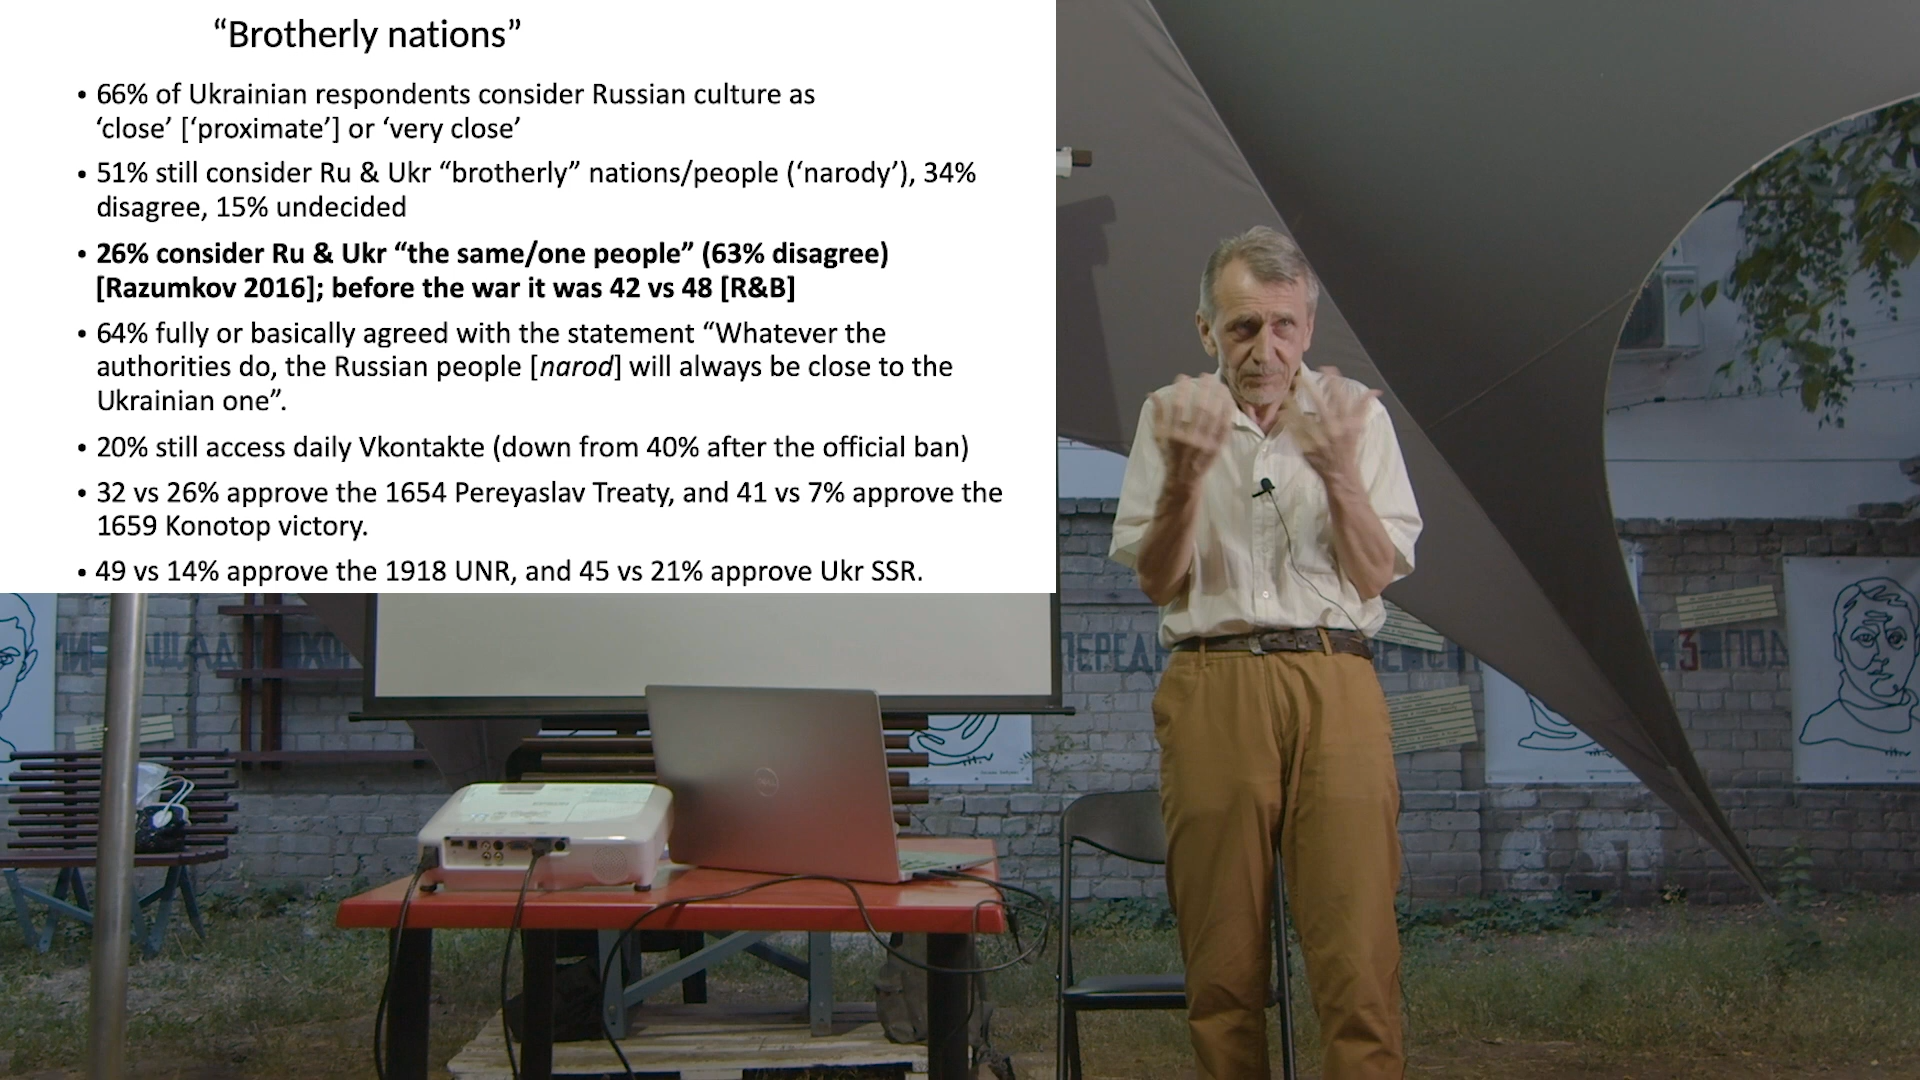 “Brotherly nations”
• 66% of Ukrainian respondents consider Russian culture as
‘close’ [‘proximate’] or ‘very close’
• 51% still consider Ru & Ukr “brotherly” nations/people (‘narody’), 34%
disagree, 15% undecided
• 26% consider Ru & Ukr “the same/one people” (63% disagree)
[Razumkov 2016]; before the war it was 42 vs 48 [R&B]
• 64% fully or basically agreed with the statement “Whatever the
authorities do, the Russian people [narod] will always be close to the
Ukrainian one”.
• 20% still access daily Vkontakte (down from 40% after the official ban)
• 32 vs 26% approve the 1654 Pereyaslav Treaty, and 41 vs 7% approve the
1659 Konotop victory.
• 49 vs 14% approve the 1918 UNR, and 45 vs 21% approve Ukr SSR.
ПЕРЕД
З ПОД
DELL